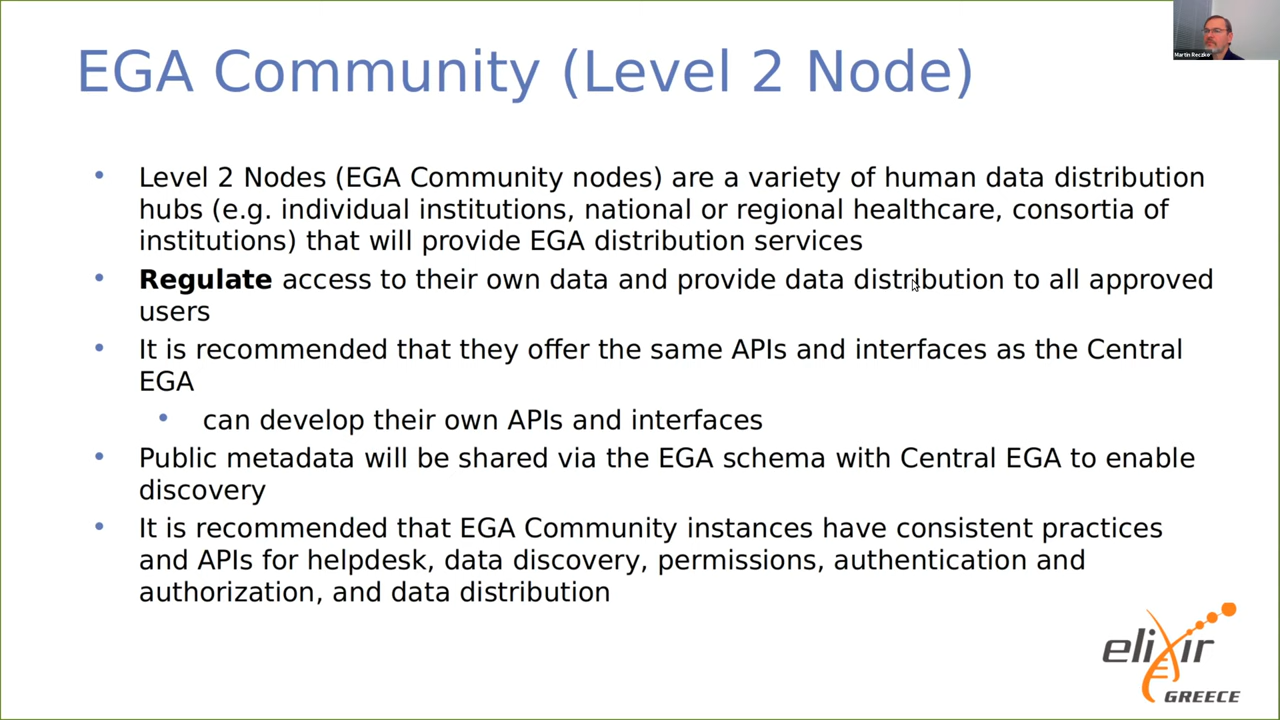 EGA Community (Level 2 Node)
Martin Reczko
• Level 2 Nodes (EGA Community nodes) are a variety of human data distribution
hubs (e.g. individual institutions, national or regional healthcare, consortia of
institutions) that will provide EGA distribution services
• Regulate access to their own data and provide data distribution to all approved
users
• It is recommended that they offer the same APIs and interfaces as the Central
EGA
• can develop their own APIs and interfaces
• Public metadata will be shared via the EGA schema with Central EGA to enable
discovery
• It is recommended that EGA Community instances have consistent practices
and APIs for helpdesk, data discovery, permissions, authentication and
authorization, and data distribution
elixir
GREECE